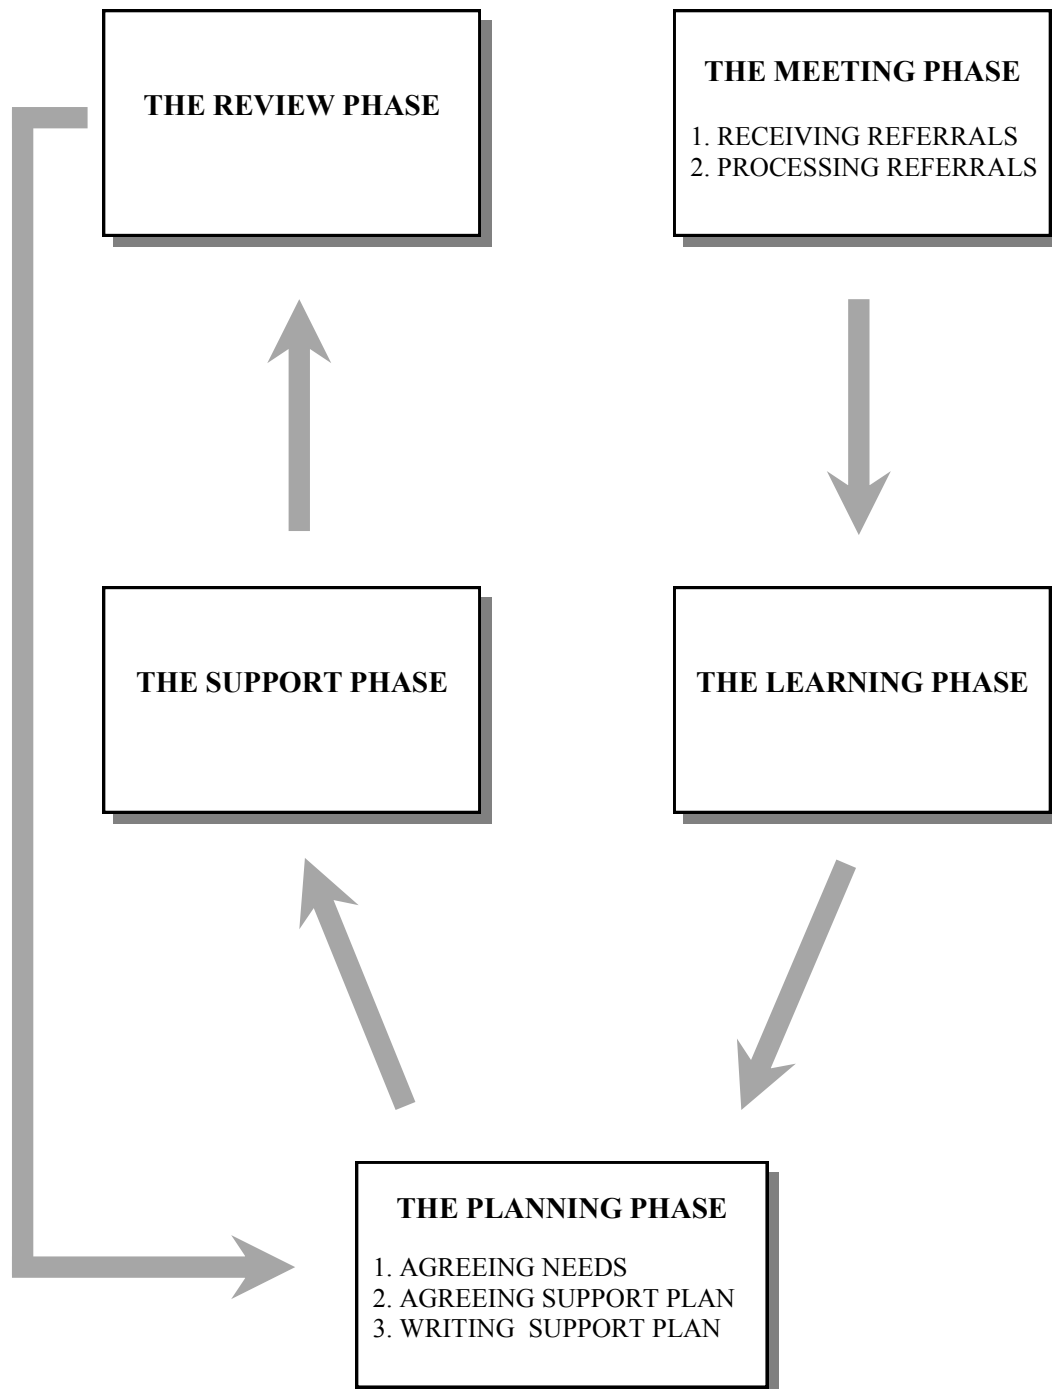 THE REVIEW PHASE
THE MEETING PHASE
1. RECEIVING REFERRALS
2. PROCESSING REFERRALS
THE SUPPORT PHASE
THE LEARNING PHASE
THE PLANNING PHASE
1. AGREEING NEEDS
2. AGREEING SUPPORT PLAN
3. WRITING  SUPPORT PLAN